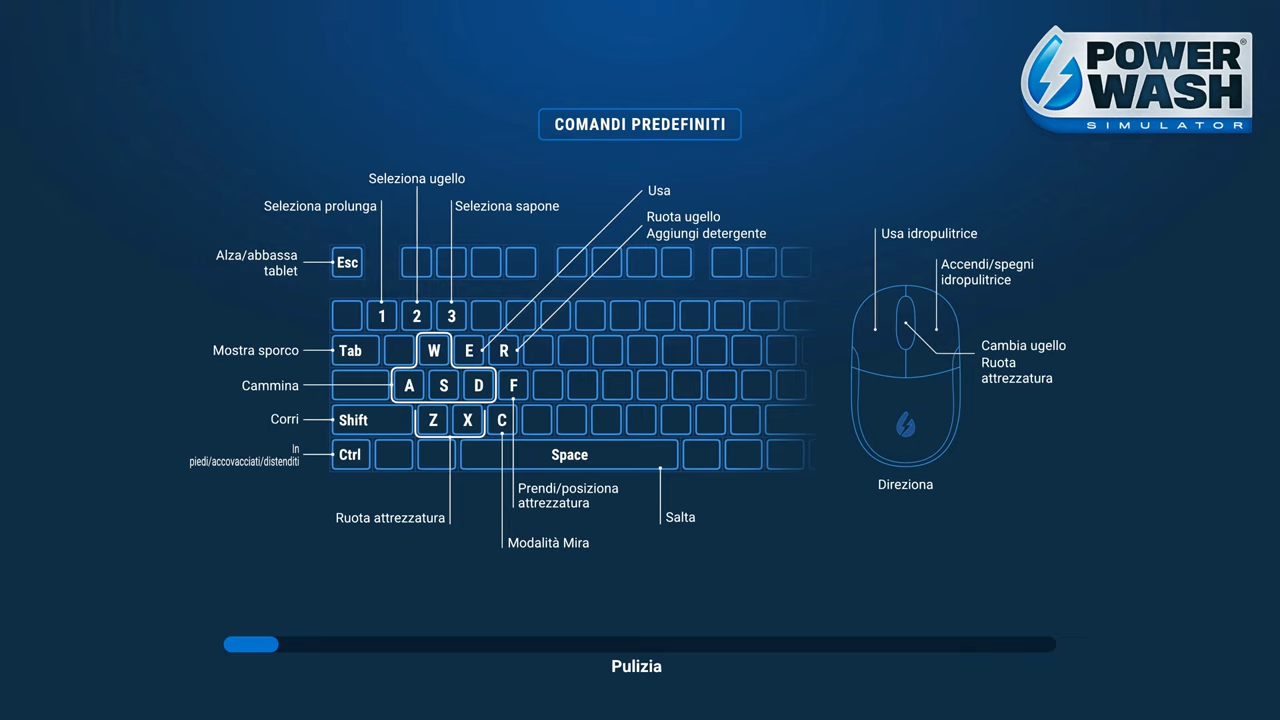 POWER
WASH®
SIMULATOR
COMANDI PREDEFINITI
Seleziona ugello
Seleziona prolunga
Seleziona sapone
Usa
Ruota ugello
Aggiungi detergente
Alza/abbassa
tablet
Esc
1
2
3
Mostra sporco
Tab
W
E
R
Cammina
A
S
D
F
Corri
Shift
Z
X
C
In
piedi/accovacciati/distenditi
Ctrl
Space
Prendi/posiziona
attrezzatura
Ruota attrezzatura
Salta
Modalità Mira
Usa idropulitrice
Accendi/spegni
idropulitrice
Cambia ugello
Ruota
attrezzatura
Direziona
Pulizia